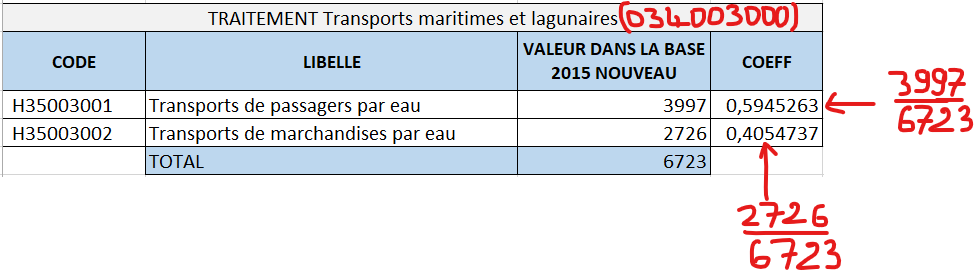 TRAITEMENT Transports maritimes et lagunaires (034003000)
CODE LIBELLE VALEUR DANS LA BASE 2015 NOUVEAU COEFF
H35003001 Transports de passagers par eau 3997 0,5945263
3997
6723
H35003002 Transports de marchandises par eau 2726 0,4054737
TOTAL 6723
2726
6723